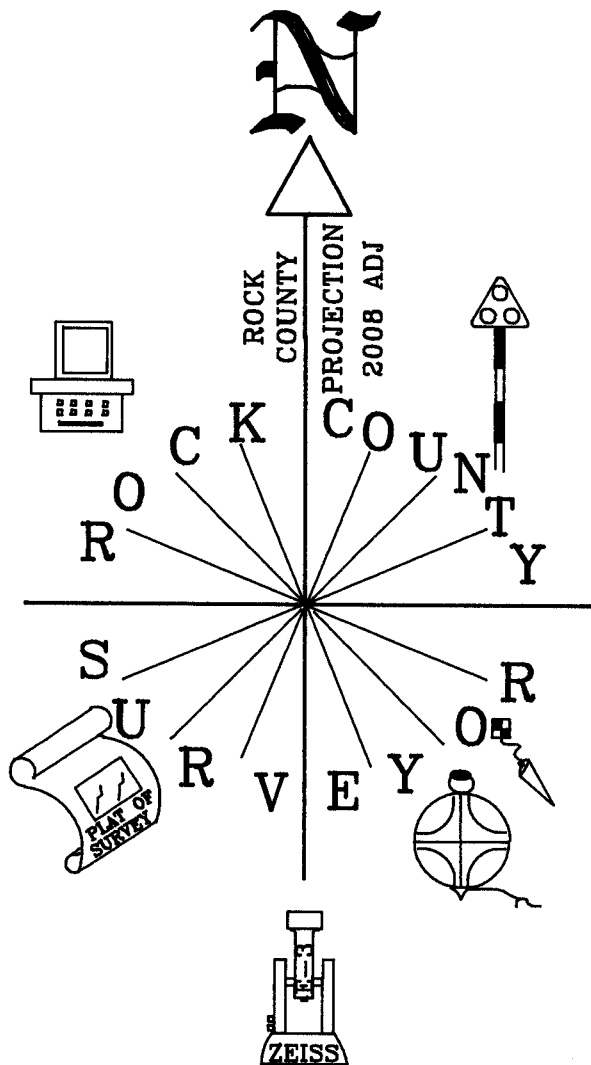 N
ROCK
COUNTY
PROJECTION
2008 ADJ
ROCK COUNTY
SURVEYOR
PLAT OF
SURVEY
ZEISS